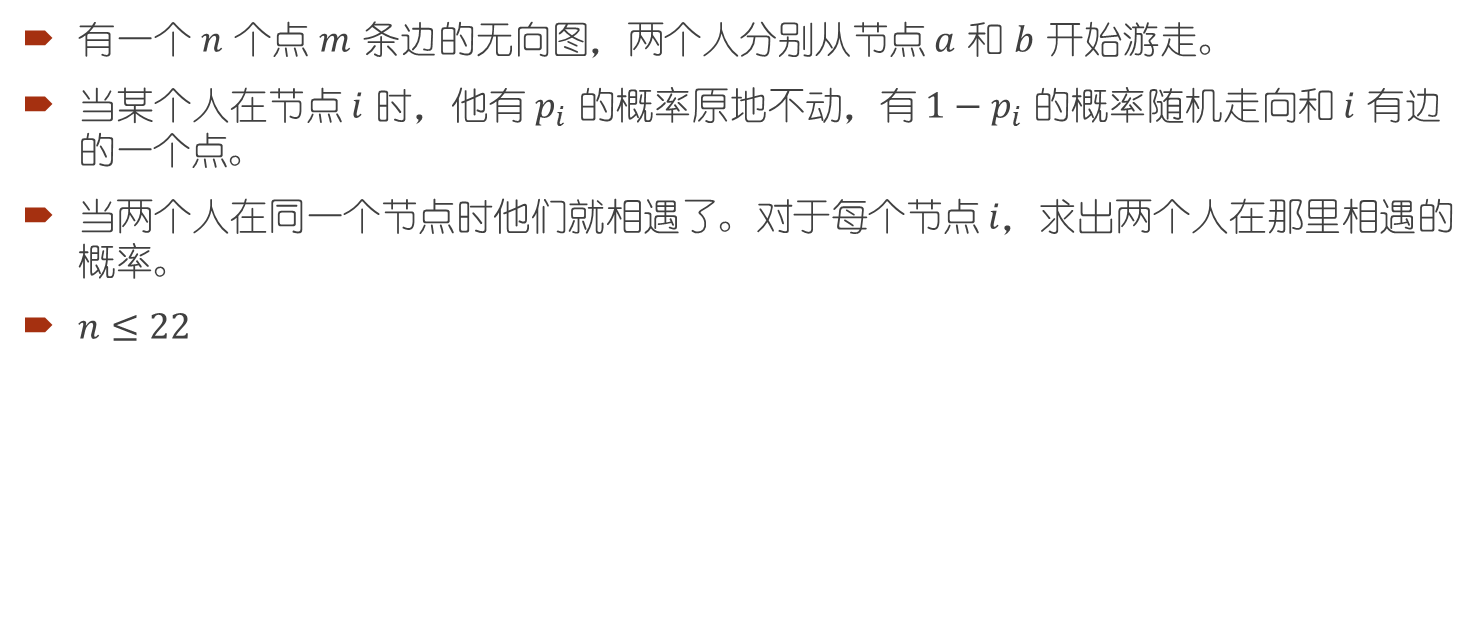 有一个 n 个点 m 条边的无向图，两个人分别从节点 a 和 b 开始游走。
当某个人在节点 i 时，他有 pᵢ 的概率原地不动，有 1 − pᵢ 的概率随机走向和 i 有边
的一个点。
当两个人在同一个节点时他们就相遇了。对于每个节点 i，求出两个人在那里相遇的
概率。
n ≤ 22